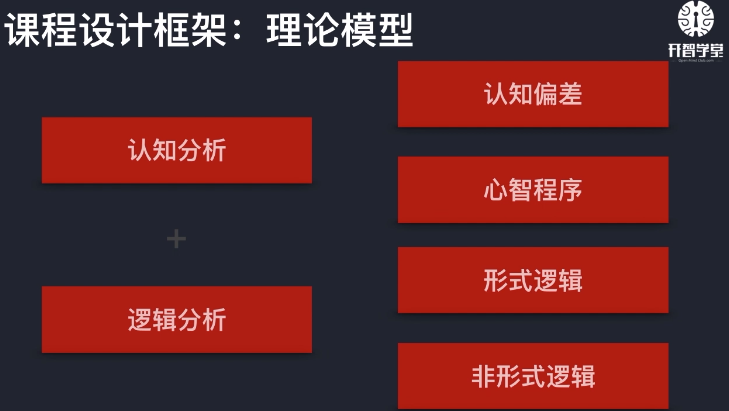 课程设计框架：理论模型
开智学堂
认知分析
+
逻辑分析
认知偏差
心智程序
形式逻辑
非形式逻辑